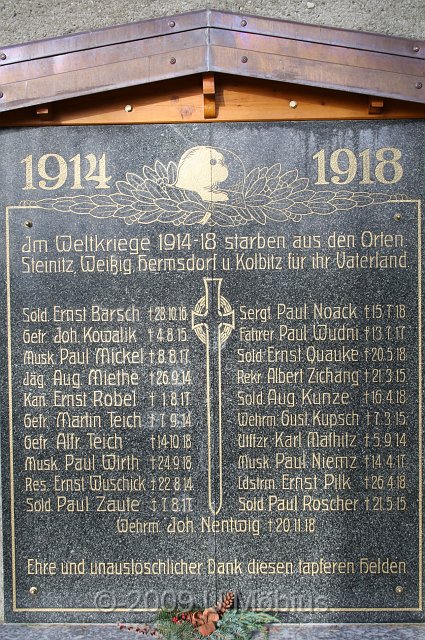 1914 1918
Im Weltkriege 1914-18 starben aus den Orten
Steinitz, Weißig, Hermsdorf u. Kolbitz für ihr Vaterland.
Sold. Ernst Barsch †28.10.16
Gefr. Joh. Kowalik †4.8.15
Musk. Paul Mickel †8.8.17
Jäg. Aug. Miethe †26.9.14
Kan. Ernst Robel †1.8.17
Gefr. Martin Teich †7.9.14
Gefr. Alfr. Teich †14.10.18
Musk. Paul Wirth †24.9.18
Res. Ernst Wuschick †22.8.14
Sold. Paul Zaute †7.8.17
Sergt. Paul Noack †15.7.18
Fahrer Paul Wudni †13.7.17
Sold. Ernst Quauke †20.5.18
Rekr. Albert Zichang †21.3.15
Sold. Aug. Kunze †16.4.18
Wehrm. Gust. Kupsch †7.3.15
Utffz. Karl Mathitz †5.9.14
Musk. Paul Niemz †14.4.17
Ldstrm. Ernst Pilk †26.4.18
Sold. Paul Roscher †21.5.15
Wehrm. Joh. Nentwig †20.11.18
Ehre und unauslöschlicher Dank diesen tapferen Helden.
© 2009 U. Möbius